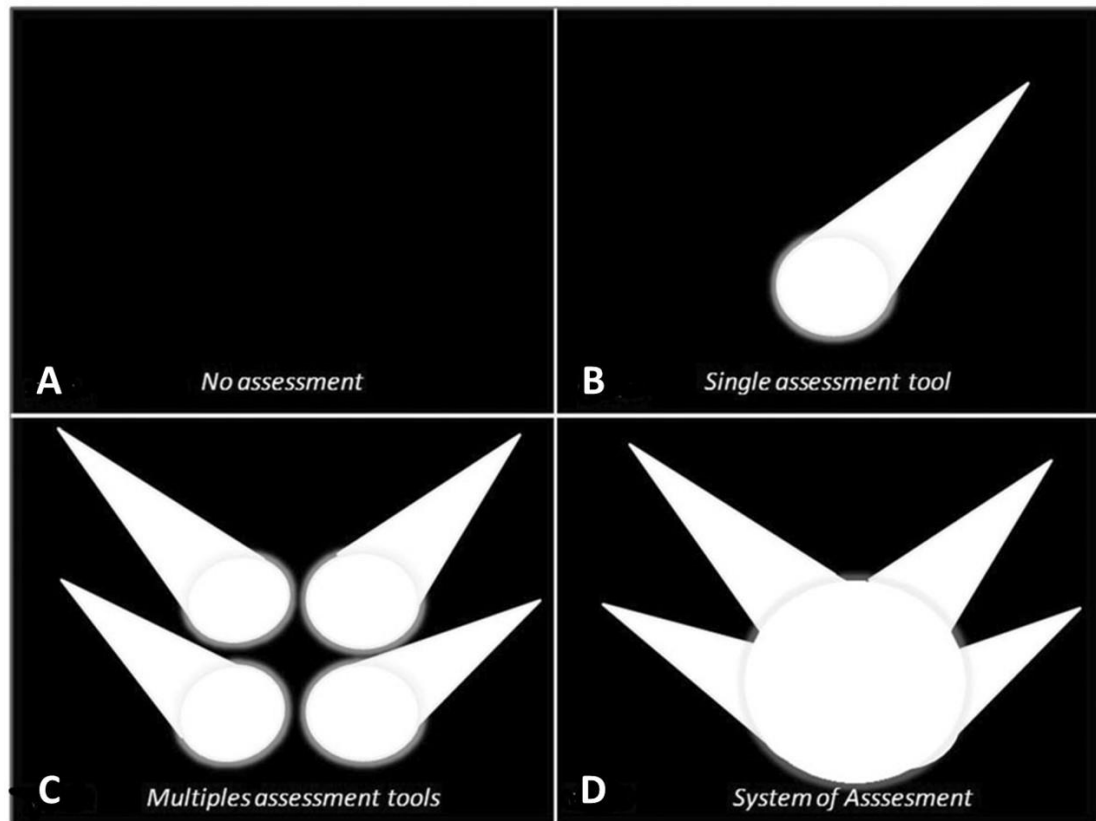 A
No assessment
B
Single assessment tool
C
Multiples assessment tools
D
System of Asssesment